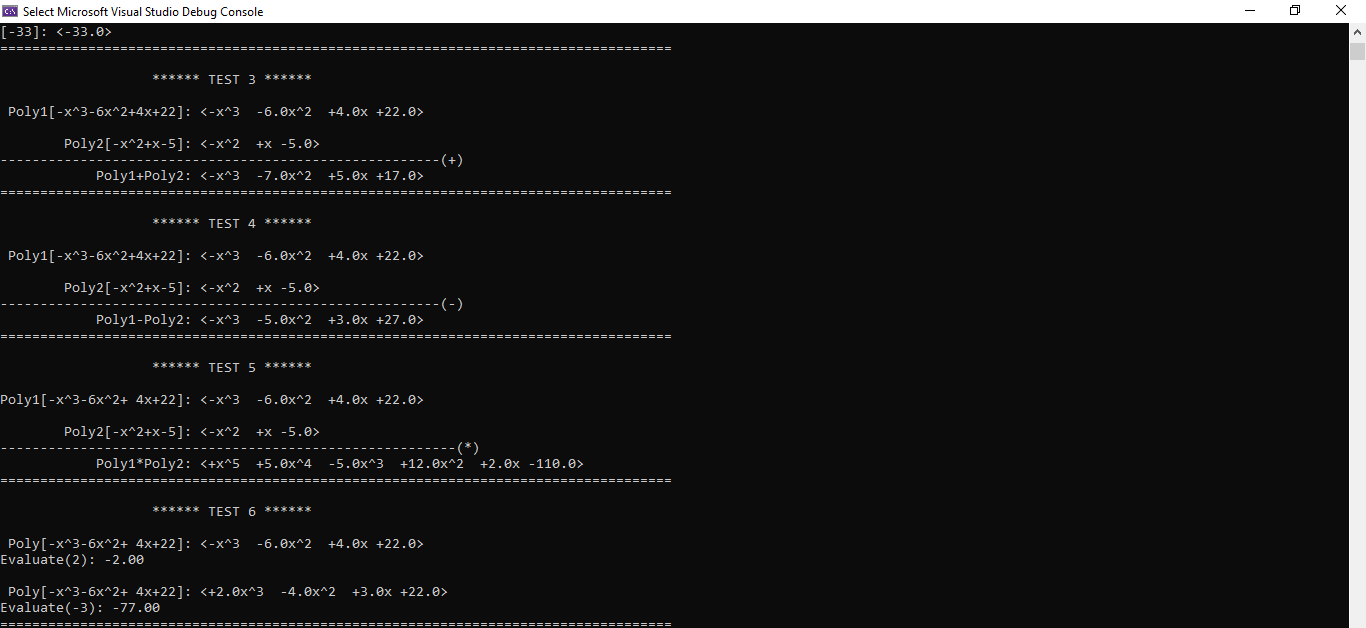 Select Microsoft Visual Studio Debug Console
[-33]: <-33.0>
====================================================================================
****** TEST 3 ******
Poly1[-x^3-6x^2+4x+22]: <-x^3  -6.0x^2  +4.0x +22.0>
Poly2[-x^2+x-5]: <-x^2  +x -5.0>
-------------------------------------------------------(+)
Poly1+Poly2: <-x^3  -7.0x^2  +5.0x +17.0>
====================================================================================
****** TEST 4 ******
Poly1[-x^3-6x^2+4x+22]: <-x^3  -6.0x^2  +4.0x +22.0>
Poly2[-x^2+x-5]: <-x^2  +x -5.0>
-------------------------------------------------------(-)
Poly1-Poly2: <-x^3  -5.0x^2  +3.0x +27.0>
====================================================================================
****** TEST 5 ******
Poly1[-x^3-6x^2+ 4x+22]: <-x^3  -6.0x^2  +4.0x +22.0>
Poly2[-x^2+x-5]: <-x^2  +x -5.0>
---------------------------------------------------------(*)
Poly1*Poly2: <+x^5  +5.0x^4  -5.0x^3  +12.0x^2  +2.0x -110.0>
====================================================================================
****** TEST 6 ******
Poly[-x^3-6x^2+ 4x+22]: <-x^3  -6.0x^2  +4.0x +22.0>
Evaluate(2): -2.00
Poly[-x^3-6x^2+ 4x+22]: <+2.0x^3  -4.0x^2  +3.0x +22.0>
Evaluate(-3): -77.00
====================================================================================